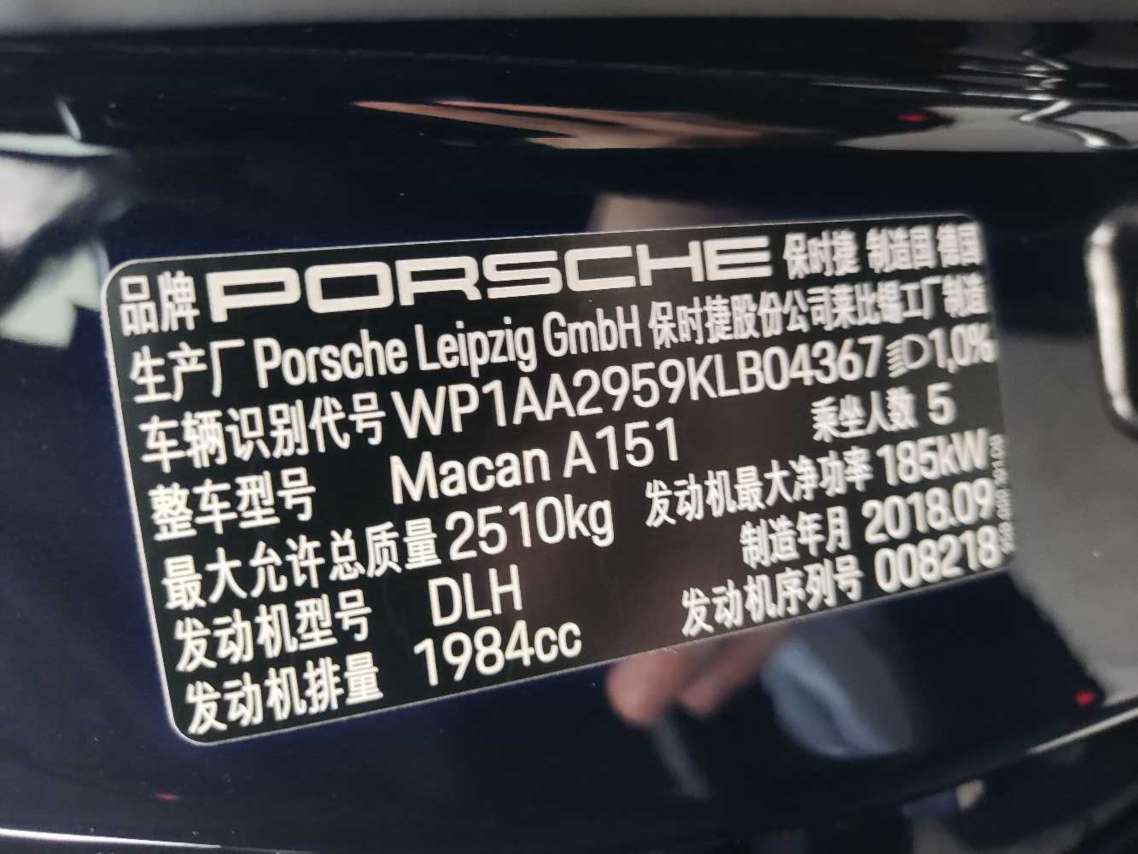 品牌 PORSCHE 保时捷 制造国 德国
生产厂 Porsche Leipzig GmbH 保时捷股份公司莱比锡工厂制造
车辆识别代号 WP1AA2959KLB04367 1,0%
整车型号 Macan A151 乘坐人数 5
最大允许总质量 2510kg 发动机最大净功率 185kW
发动机型号 DLH 制造年月 2018.09
发动机排量 1984cc 发动机序列号 008218